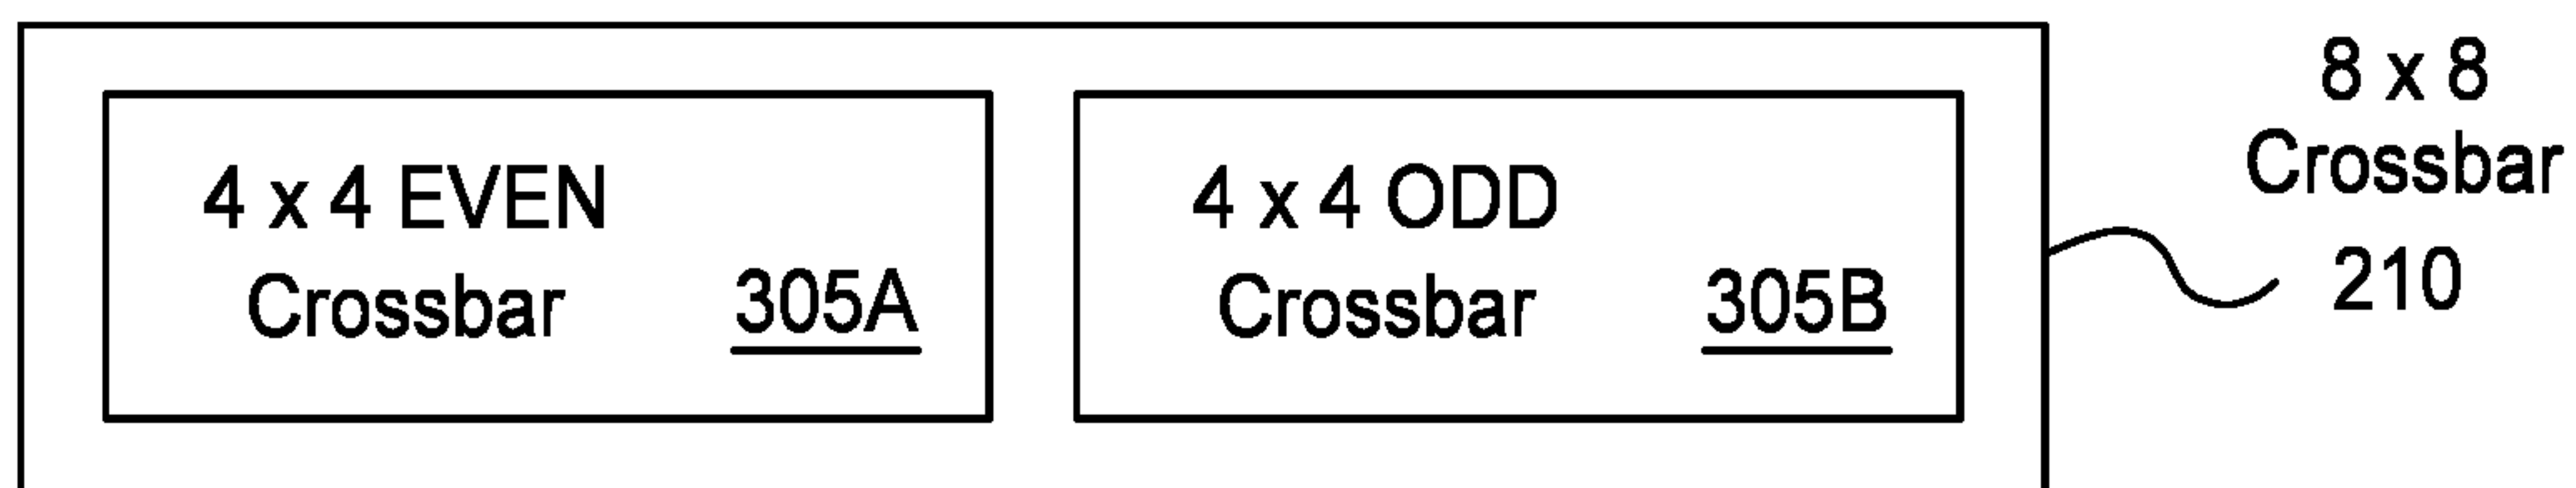 4 x 4 EVEN
Crossbar 305A
4 x 4 ODD
Crossbar 305B
8 x 8
Crossbar
210